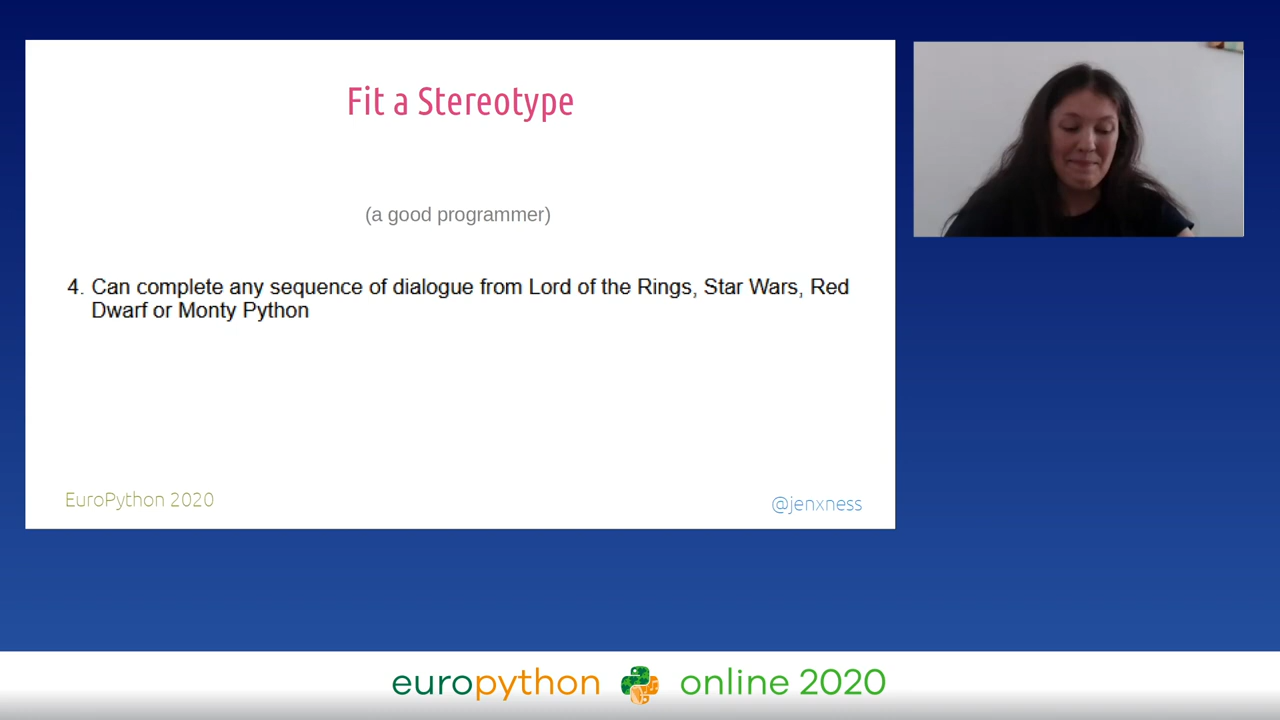 Fit a Stereotype
(a good programmer)
4. Can complete any sequence of dialogue from Lord of the Rings, Star Wars, Red
Dwarf or Monty Python
EuroPython 2020
@jenxness
europython online 2020